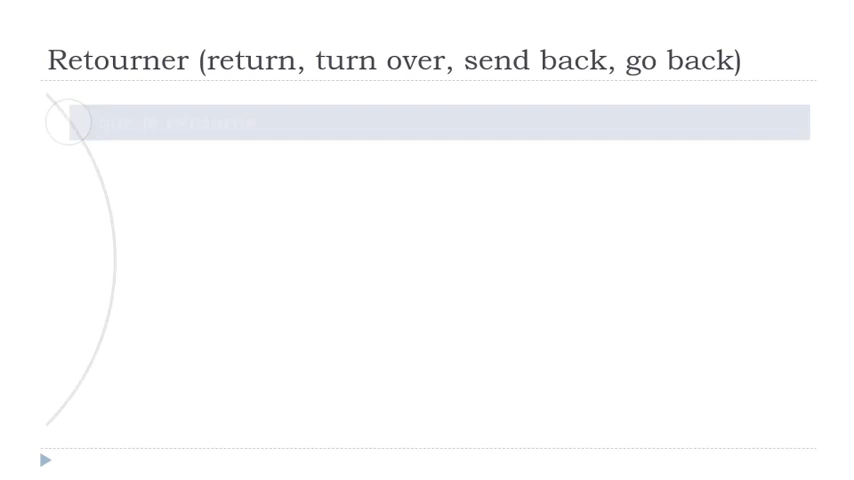 Retourner (return, turn over, send back, go back)